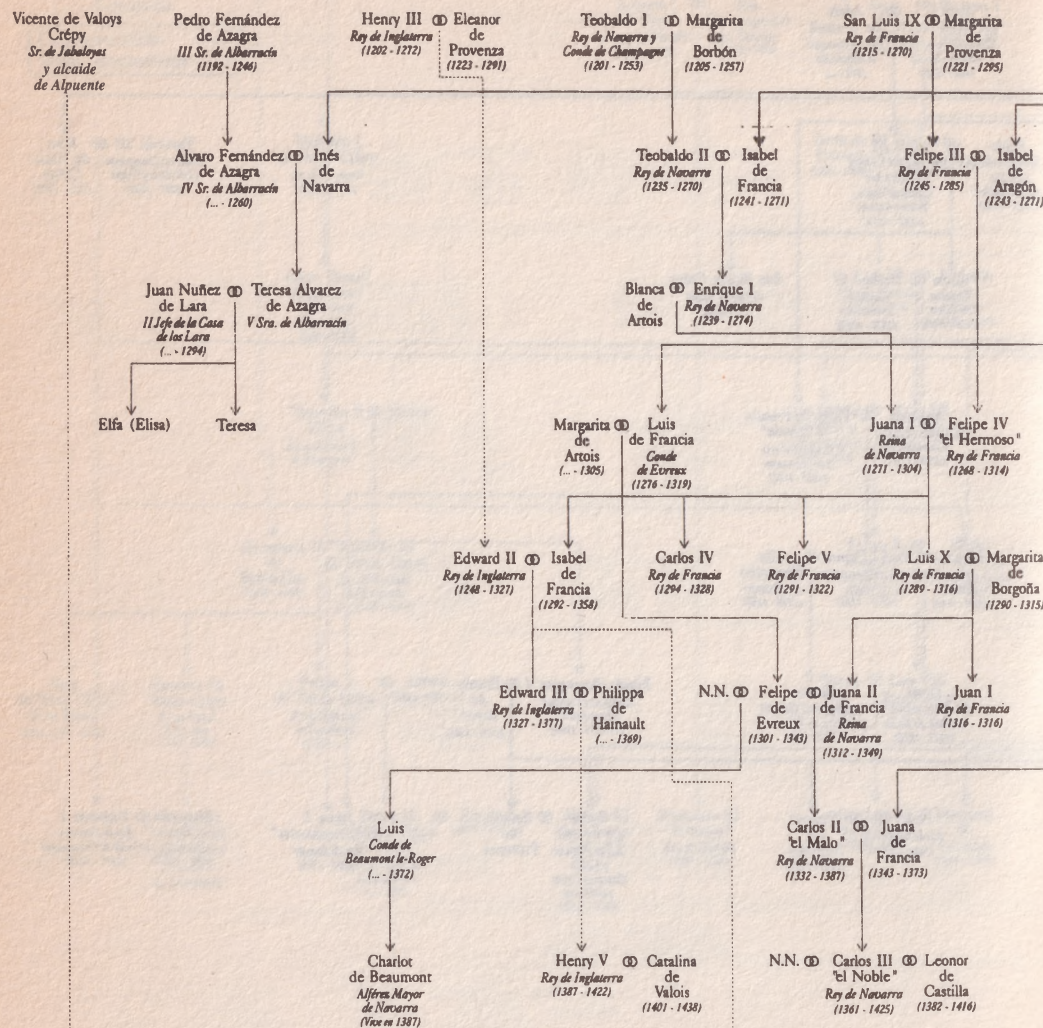 Vicente de Valoys
Crépy
Sr. de Jabaloyas
y alcaide
de Alpuente
Pedro Fernández
de Azagra
III Sr. de Albarracín
(1192 - 1246)
Henry III
Rey de Inglaterra
(1202 - 1272)
Eleanor
de
Provenza
(1223 - 1291)
Teobaldo I
Rey de Navarra y
Conde de Champagne
(1201 - 1253)
Margarita
de
Borbón
(1205 - 1257)
San Luis IX
Rey de Francia
(1215 - 1270)
Margarita
de
Provenza
(1221 - 1295)
Alvaro Fernández
de Azagra
IV Sr. de Albarracín
(... - 1260)
Inés
de
Navarra
Teobaldo II
Rey de Navarra
(1235 - 1270)
Isabel
de
Francia
(1241 - 1271)
Felipe III
Rey de Francia
(1245 - 1285)
Isabel
de
Aragón
(1243 - 1271)
Juan Nuñez
de Lara
II Jefe de la Casa
de los Lara
(... - 1294)
Teresa Alvarez
de Azagra
V Sra. de Albarracín
Blanca
de
Artois
Enrique I
Rey de Navarra
(1239 - 1274)
Elfa (Elisa)
Teresa
Margarita
de
Artois
(... - 1305)
Luis
de Francia
Conde
de Evreux
(1276 - 1319)
Juana I
Reina
de Navarra
(1271 - 1304)
Felipe IV
"el Hermoso"
Rey de Francia
(1268 - 1314)
Edward II
Rey de Inglaterra
(1248 - 1327)
Isabel
de
Francia
(1292 - 1358)
Carlos IV
Rey de Francia
(1294 - 1328)
Felipe V
Rey de Francia
(1291 - 1322)
Luis X
Rey de Francia
(1289 - 1316)
Margarita
de
Borgoña
(1290 - 1315)
Edward III
Rey de Inglaterra
(1327 - 1377)
Philippa
de
Hainault
(... - 1369)
N.N.
Felipe
de
Evreux
(1301 - 1343)
Juana II
de Francia
Reina
de Navarra
(1312 - 1349)
Juan I
Rey de Francia
(1316 - 1316)
Luis
Conde de
Beaumont le-Roger
(... - 1372)
Carlos II
"el Malo"
Rey de Navarra
(1332 - 1387)
Juana
de
Francia
(1343 - 1373)
Charlot
de Beaumont
Alférez Mayor
de Navarra
(Vive en 1387)
Henry V
Rey de Inglaterra
(1387 - 1422)
Catalina
de
Valois
(1401 - 1438)
N.N.
Carlos III
"el Noble"
Rey de Navarra
(1361 - 1425)
Leonor
de
Castilla
(1382 - 1416)